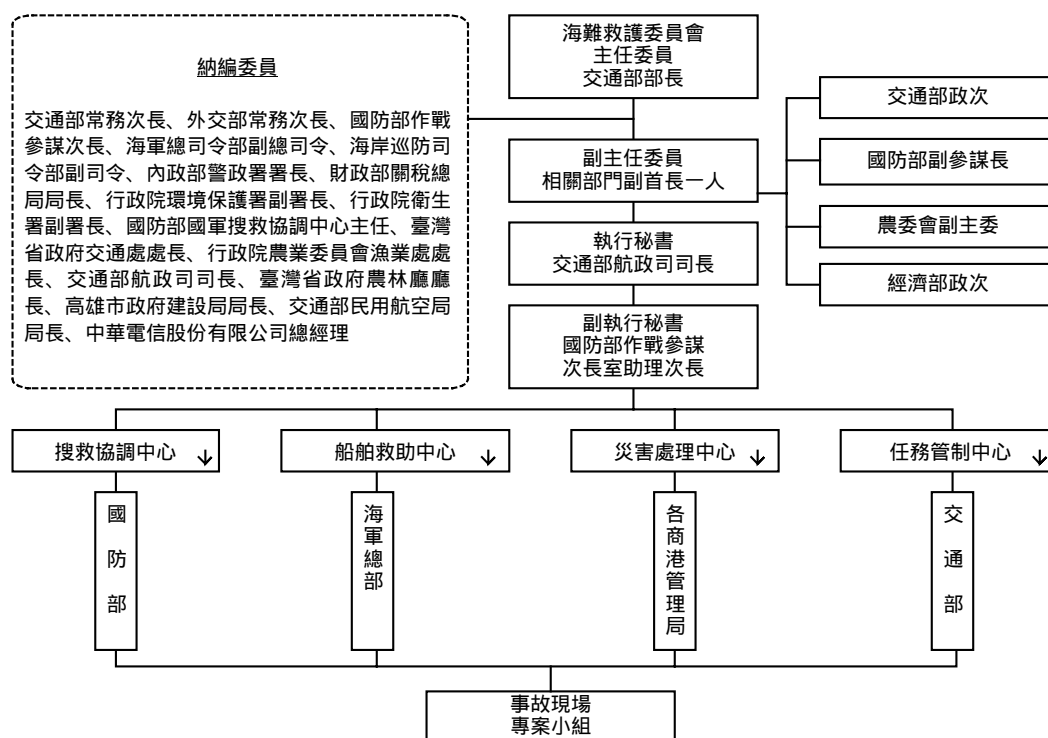 海難救護委員會
主任委員
交通部部長
納編委員
交通部常務次長、外交部常務次長、國防部作戰
參謀次長、海軍總司令部副總司令、海岸巡防司
令部副司令、內政部警政署署長、財政部關稅總
局局長、行政院環境保護署副署長、行政院衛生
署副署長、國防部國軍搜救協調中心主任、臺灣
省政府交通處處長、行政院農業委員會漁業處處
長、交通部航政司司長、臺灣省政府農林廳廳
長、高雄市政府建設局局長、交通部民用航空局
局長、中華電信股份有限公司總經理
副主任委員
相關部門副首長一人
交通部政次
國防部副參謀長
農委會副主委
經濟部政次
執行秘書
交通部航政司司長
副執行秘書
國防部作戰參謀
次長室助理次長
搜救協調中心 ↓
船舶救助中心 ↓
災害處理中心 ↓
任務管制中心 ↓
國防部
海軍總部
各商港管理局
交通部
事故現場
專案小組